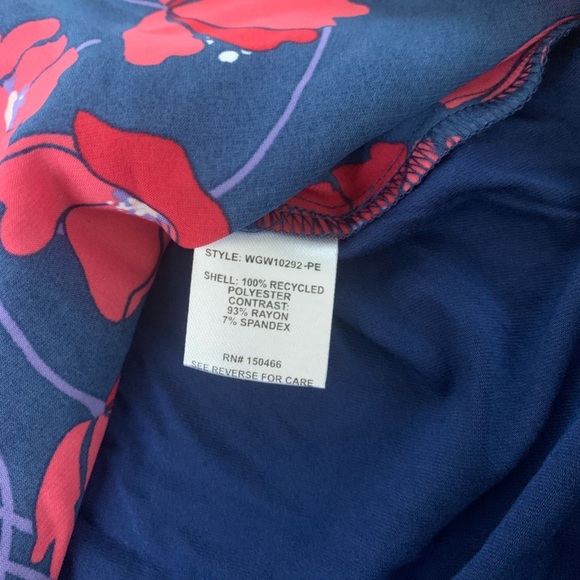 STYLE: WGW10292-PE
SHELL: 100% RECYCLED
POLYESTER
CONTRAST:
93% RAYON
7% SPANDEX
RN# 150466
SEE REVERSE FOR CARE